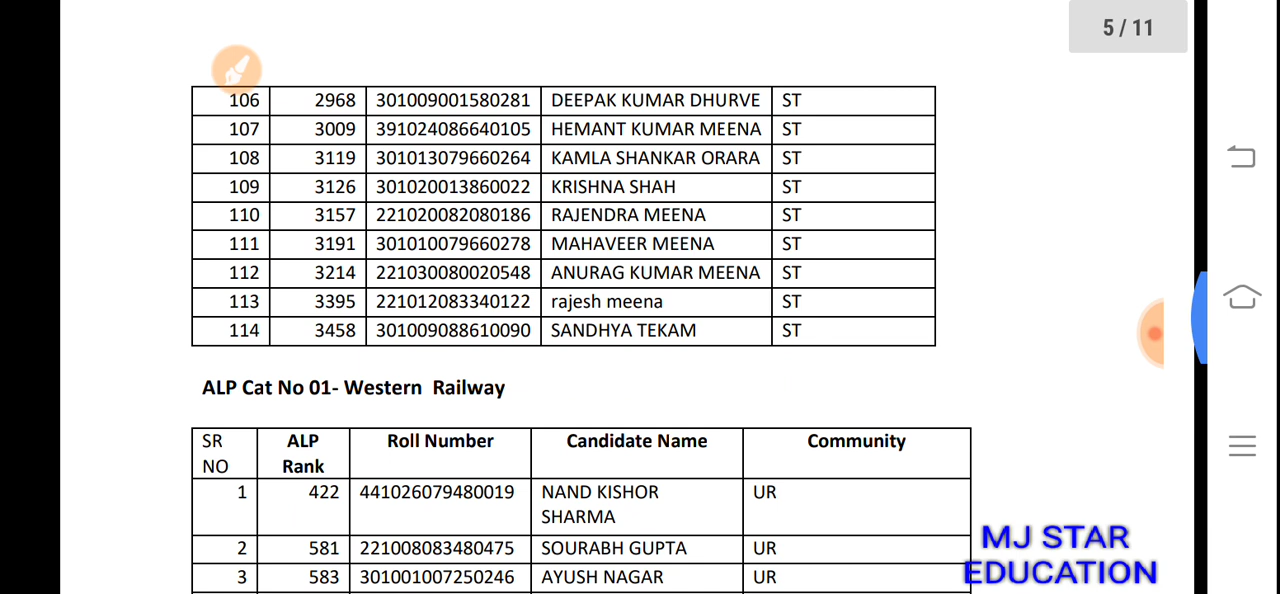 5 / 11
106 2968 301009001580281 DEEPAK KUMAR DHURVE ST
107 3009 391024086640105 HEMANT KUMAR MEENA ST
108 3119 301013079660264 KAMLA SHANKAR ORARA ST
109 3126 301020013860022 KRISHNA SHAH ST
110 3157 221020082080186 RAJENDRA MEENA ST
111 3191 301010079660278 MAHAVEER MEENA ST
112 3214 221030080020548 ANURAG KUMAR MEENA ST
113 3395 221012083340122 rajesh meena ST
114 3458 301009088610090 SANDHYA TEKAM ST
ALP Cat No 01- Western Railway
SR ALP Roll Number Candidate Name Community
NO Rank
1 422 441026079480019 NAND KISHOR UR
SHARMA
2 581 221008083480475 SOURABH GUPTA UR
3 583 301001007250246 AYUSH NAGAR UR
MJ STAR
EDUCATION